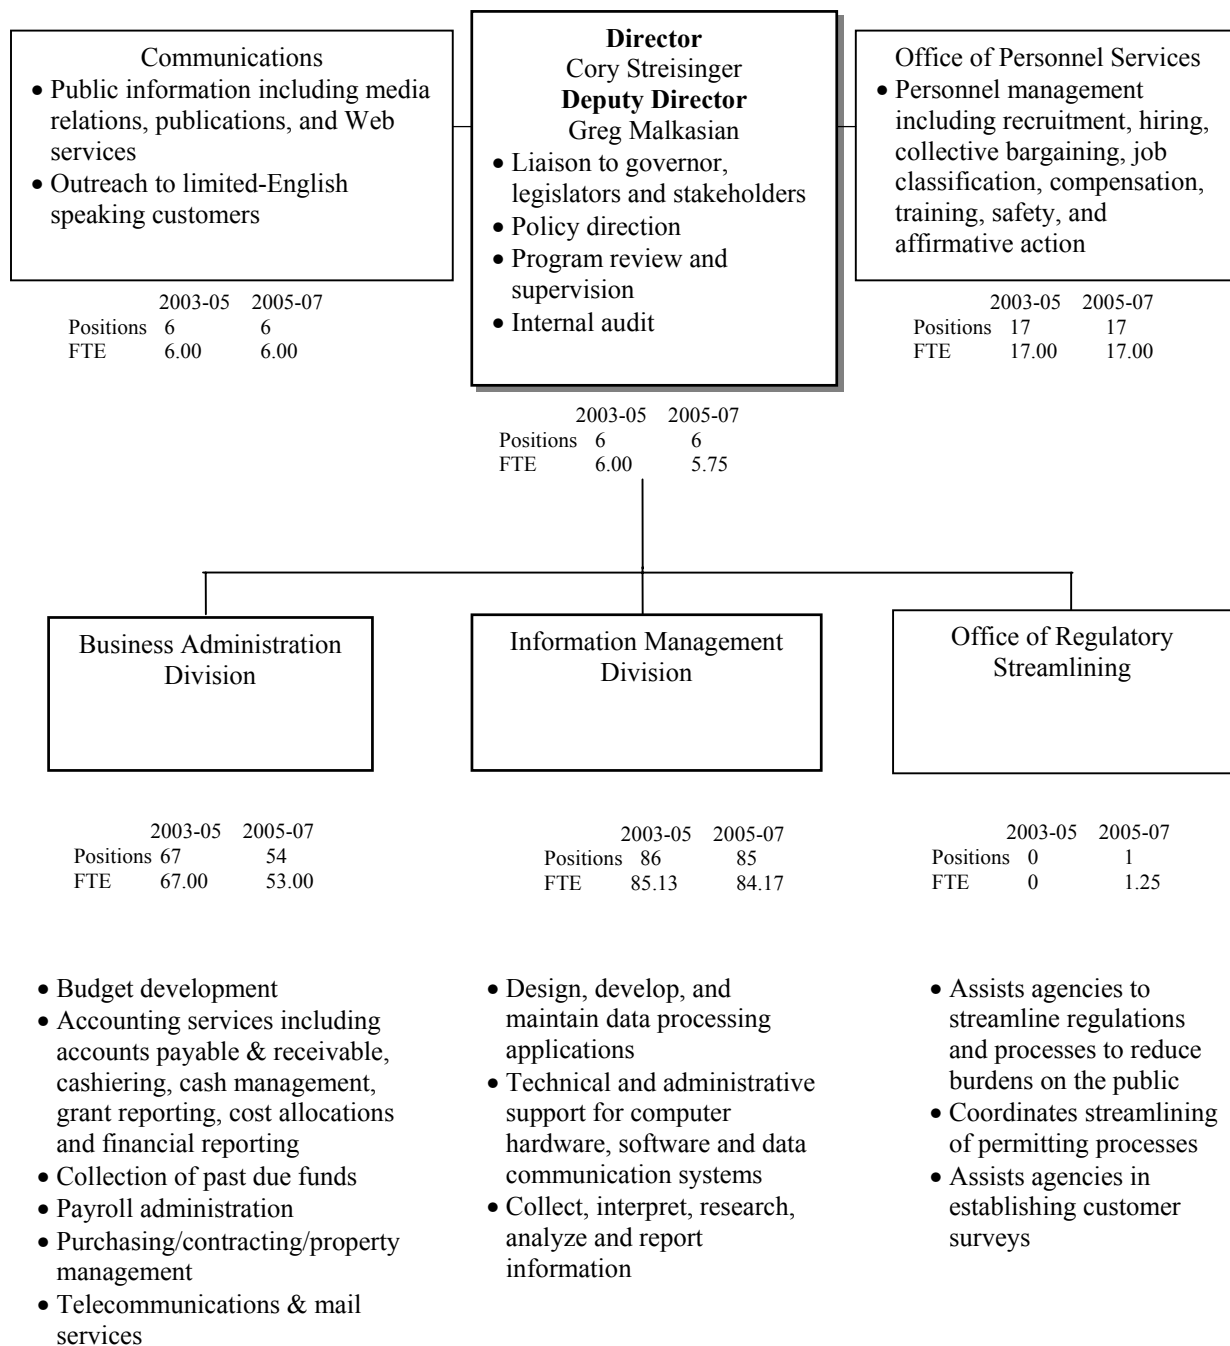 Communications
• Public information including media
relations, publications, and Web
services
• Outreach to limited-English
speaking customers
2003-05 2005-07
Positions 6 6
FTE 6.00 6.00
Director
Cory Streisinger
Deputy Director
Greg Malkasian
• Liaison to governor,
legislators and stakeholders
• Policy direction
• Program review and
supervision
• Internal audit
2003-05 2005-07
Positions 6 6
FTE 6.00 5.75
Office of Personnel Services
• Personnel management
including recruitment, hiring,
collective bargaining, job
classification, compensation,
training, safety, and
affirmative action
2003-05 2005-07
Positions 17 17
FTE 17.00 17.00
Business Administration
Division
2003-05 2005-07
Positions 67 54
FTE 67.00 53.00
• Budget development
• Accounting services including
accounts payable & receivable,
cashiering, cash management,
grant reporting, cost allocations
and financial reporting
• Collection of past due funds
• Payroll administration
• Purchasing/contracting/property
management
• Telecommunications & mail
services
Information Management
Division
2003-05 2005-07
Positions 86 85
FTE 85.13 84.17
• Design, develop, and
maintain data processing
applications
• Technical and administrative
support for computer
hardware, software and data
communication systems
• Collect, interpret, research,
analyze and report
information
Office of Regulatory
Streamlining
2003-05 2005-07
Positions 0 1
FTE 0 1.25
• Assists agencies to
streamline regulations
and processes to reduce
burdens on the public
• Coordinates streamlining
of permitting processes
• Assists agencies in
establishing customer
surveys